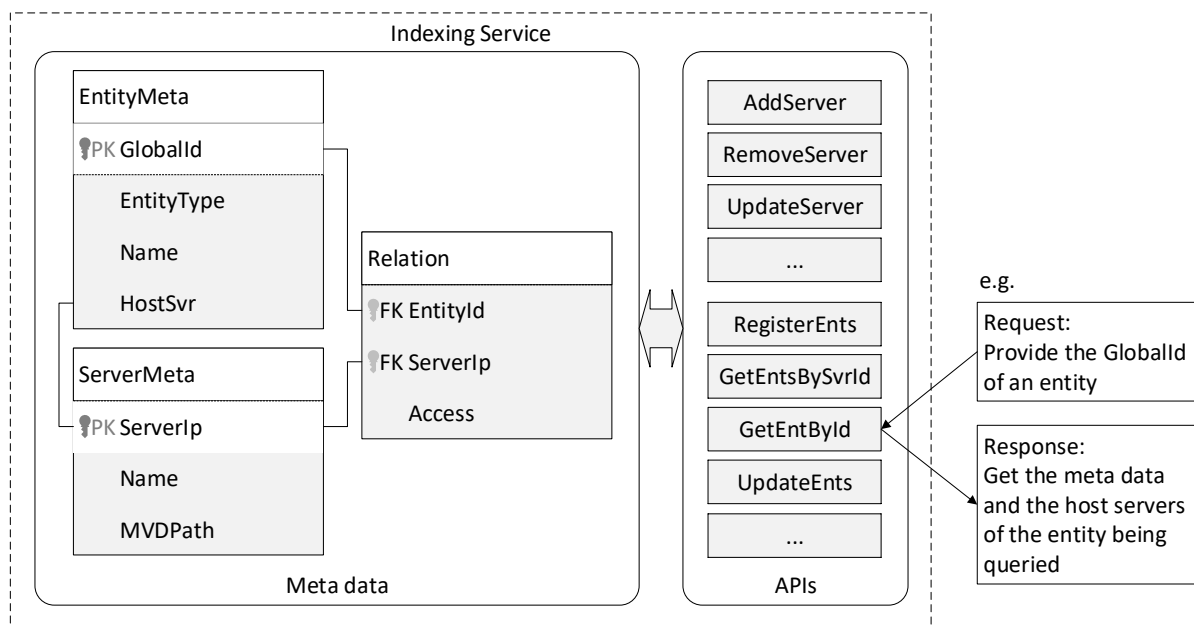 Indexing Service
EntityMeta
PK GlobalId
EntityType
Name
HostSvr
ServerMeta
PK ServerIp
Name
MVDPath
Relation
FK EntityId
FK ServerIp
Access
Meta data
AddServer
RemoveServer
UpdateServer
...
RegisterEnts
GetEntsBySvrId
GetEntById
UpdateEnts
...
APIs
e.g.
Request:
Provide the GlobalId
of an entity
Response:
Get the meta data
and the host servers
of the entity being
queried